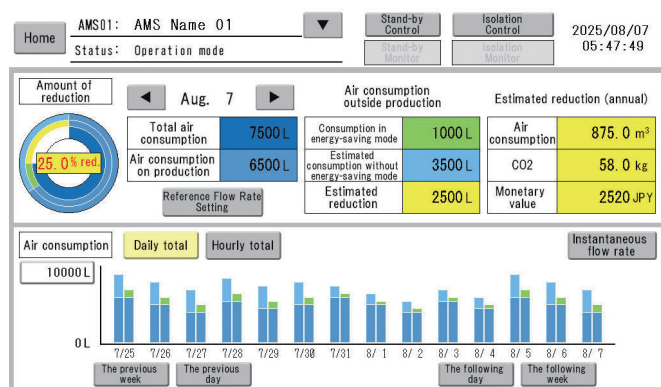 Home
AMS01: AMS Name 01
▼
Status: Operation mode
Stand-by
Control
Isolation
Control
Stand-by
Monitor
Isolation
Monitor
2025/08/07
05:47:49
Amount of
reduction
25.0% red.
◀ Aug. 7 ▶
Total air
consumption
7500 L
Air consumption
on production
6500 L
Reference Flow Rate
Setting
Air consumption
outside production
Consumption in
energy-saving mode
1000 L
Estimated
consumption without
energy-saving mode
3500 L
Estimated
reduction
2500 L
Estimated reduction (annual)
Air
consumption
875.0 m³
CO2
58.0 kg
Monetary
value
2520 JPY
Air consumption
Daily total
Hourly total
Instantaneous
flow rate
10000 L
0 L
7/25 7/26 7/27 7/28 7/29 7/30 7/31 8/ 1 8/ 2 8/ 3 8/ 4 8/ 5 8/ 6 8/ 7
The previous
week
The previous
day
The following
day
The following
week